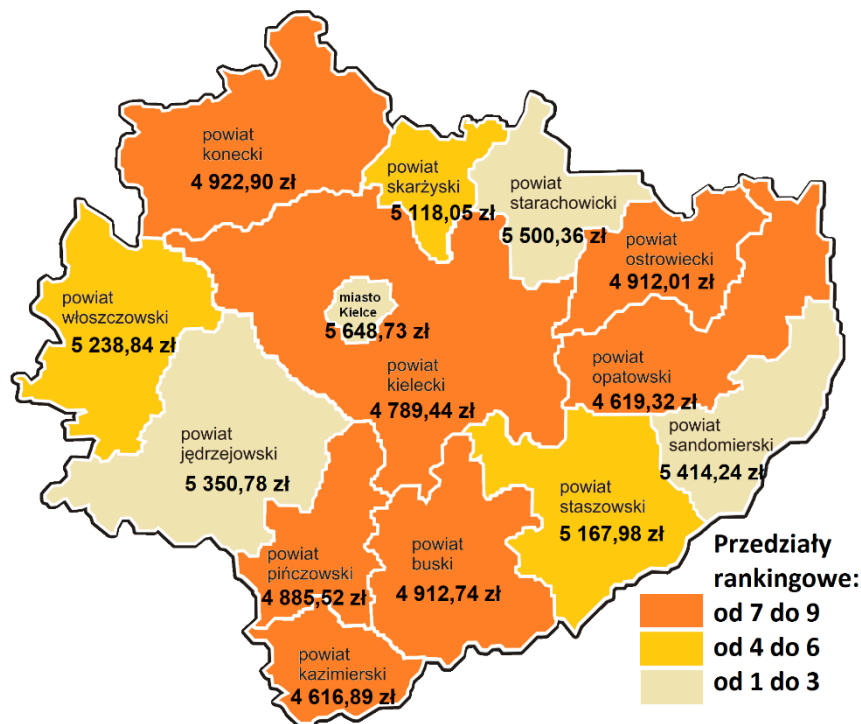 powiat
konecki
4 922,90 zł
powiat
skarżyski
5 118,05 zł
powiat
starachowicki
5 500,36 zł
powiat
ostrowiecki
4 912,01 zł
powiat
włoszczowski
5 238,84 zł
miasto
Kielce
5 648,73 zł
powiat
kielecki
4 789,44 zł
powiat
opatowski
4 619,32 zł
powiat
sandomierski
5 414,24 zł
powiat
jędrzejowski
5 350,78 zł
powiat
staszowski
5 167,98 zł
powiat
pińczowski
4 885,52 zł
powiat
buski
4 912,74 zł
powiat
kazimierski
4 616,89 zł
Przedziały
rankingowe:
od 7 do 9
od 4 do 6
od 1 do 3